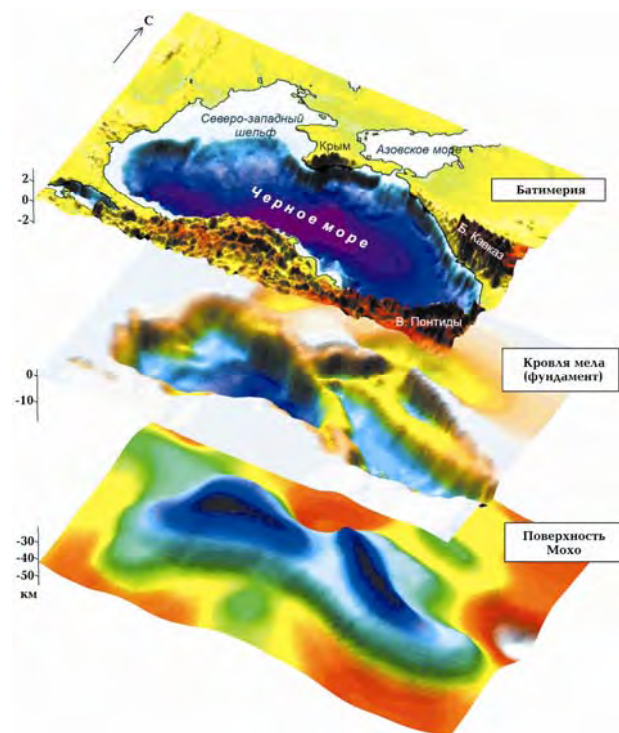 С
Северо-западный
шельф
Крым
Азовское море
2
0
-2
Черное море
Батимерия
Б. Кавказ
В. Понтиды
Кровля мела
(фундамент)
0
-10
Поверхность
Мохо
-30
-40
-50
км